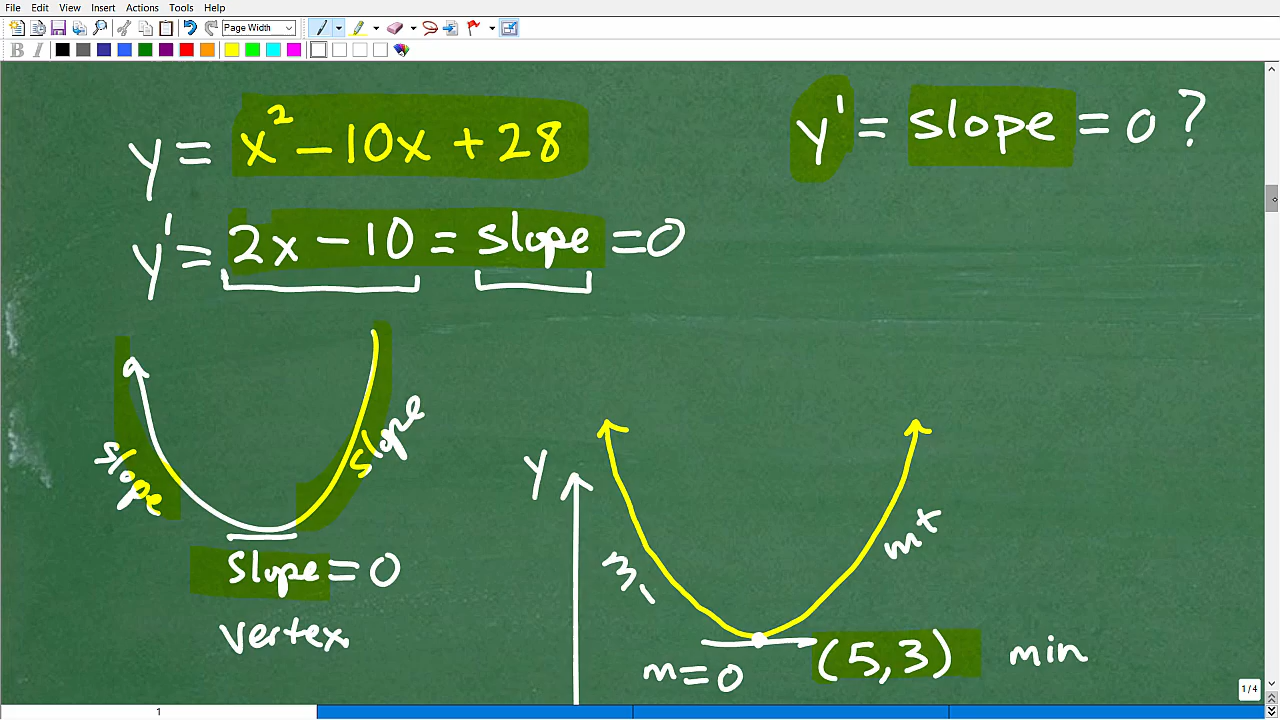 File Edit View Insert Actions Tools Help
Page Width
B I
y = x² - 10x + 28
y' = slope = 0 ?
y' = 2x - 10 = slope = 0
slope
slope
slope = 0
vertex
y
m-
m+
m = 0
(5,3) min
1/4
1